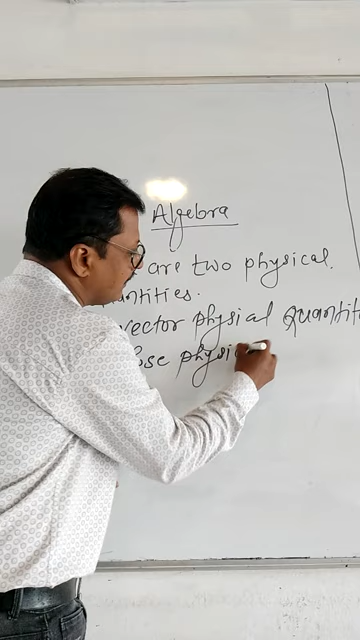 Algebra
are two physical.
antities.
vector physial Quantit
ose physi